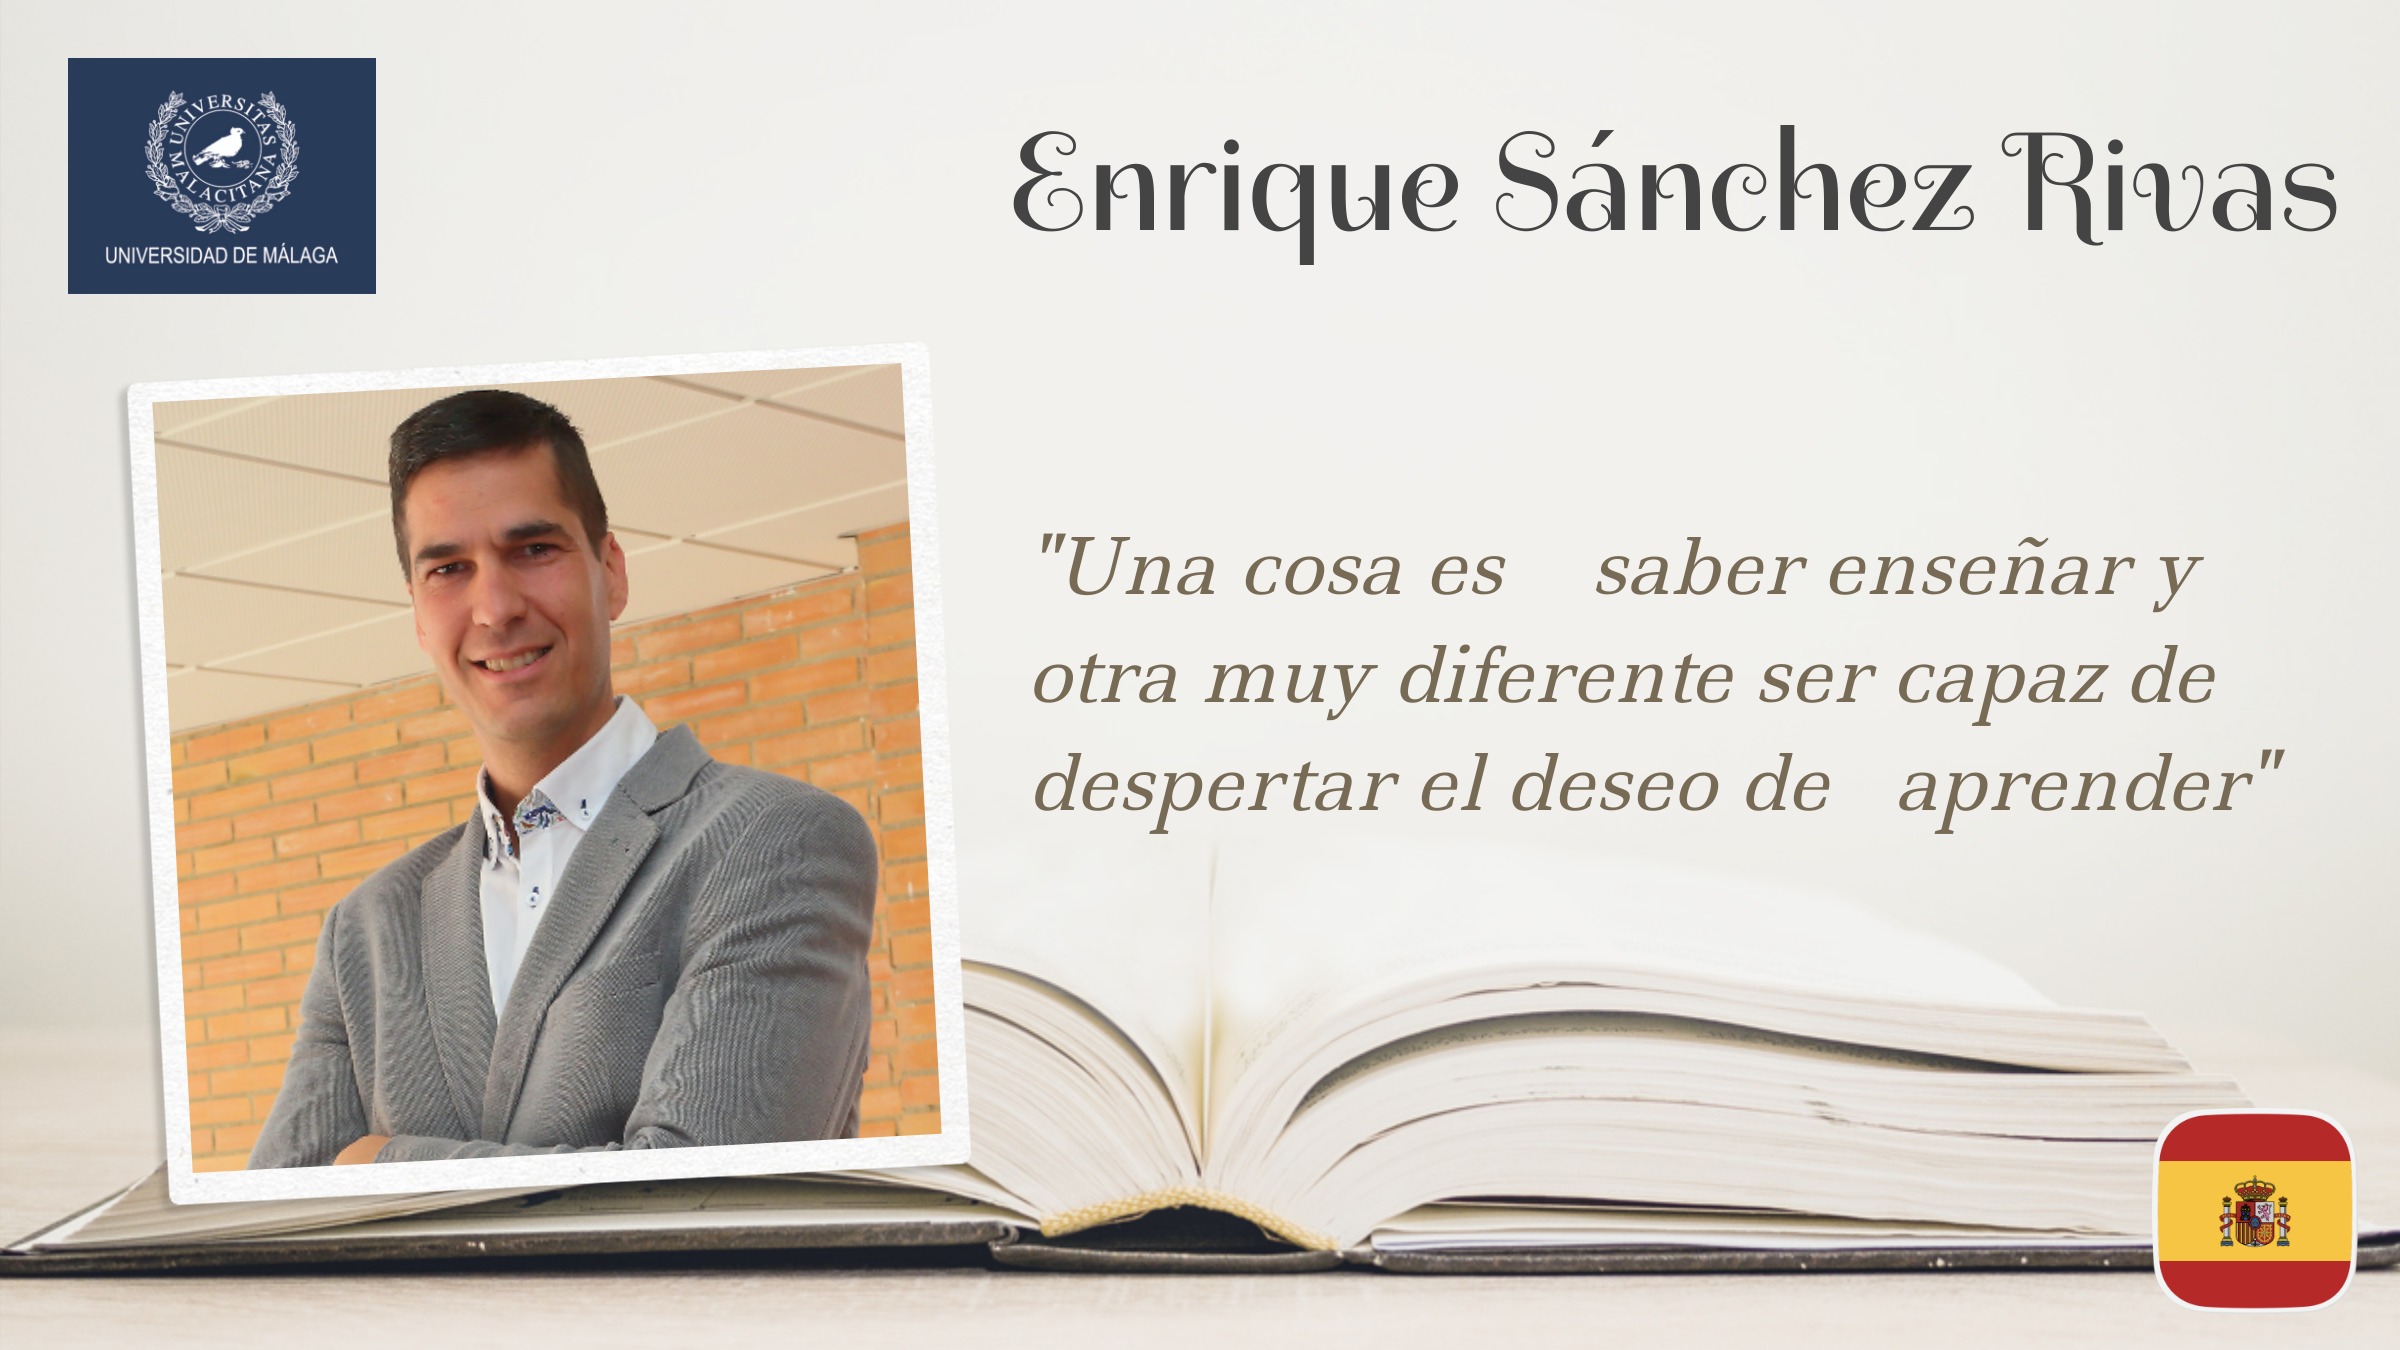 UNIVERSITAS
MALACITANA
UNIVERSIDAD DE MÁLAGA
Enrique Sánchez Rivas
"Una cosa es saber enseñar y
otra muy diferente ser capaz de
despertar el deseo de aprender"